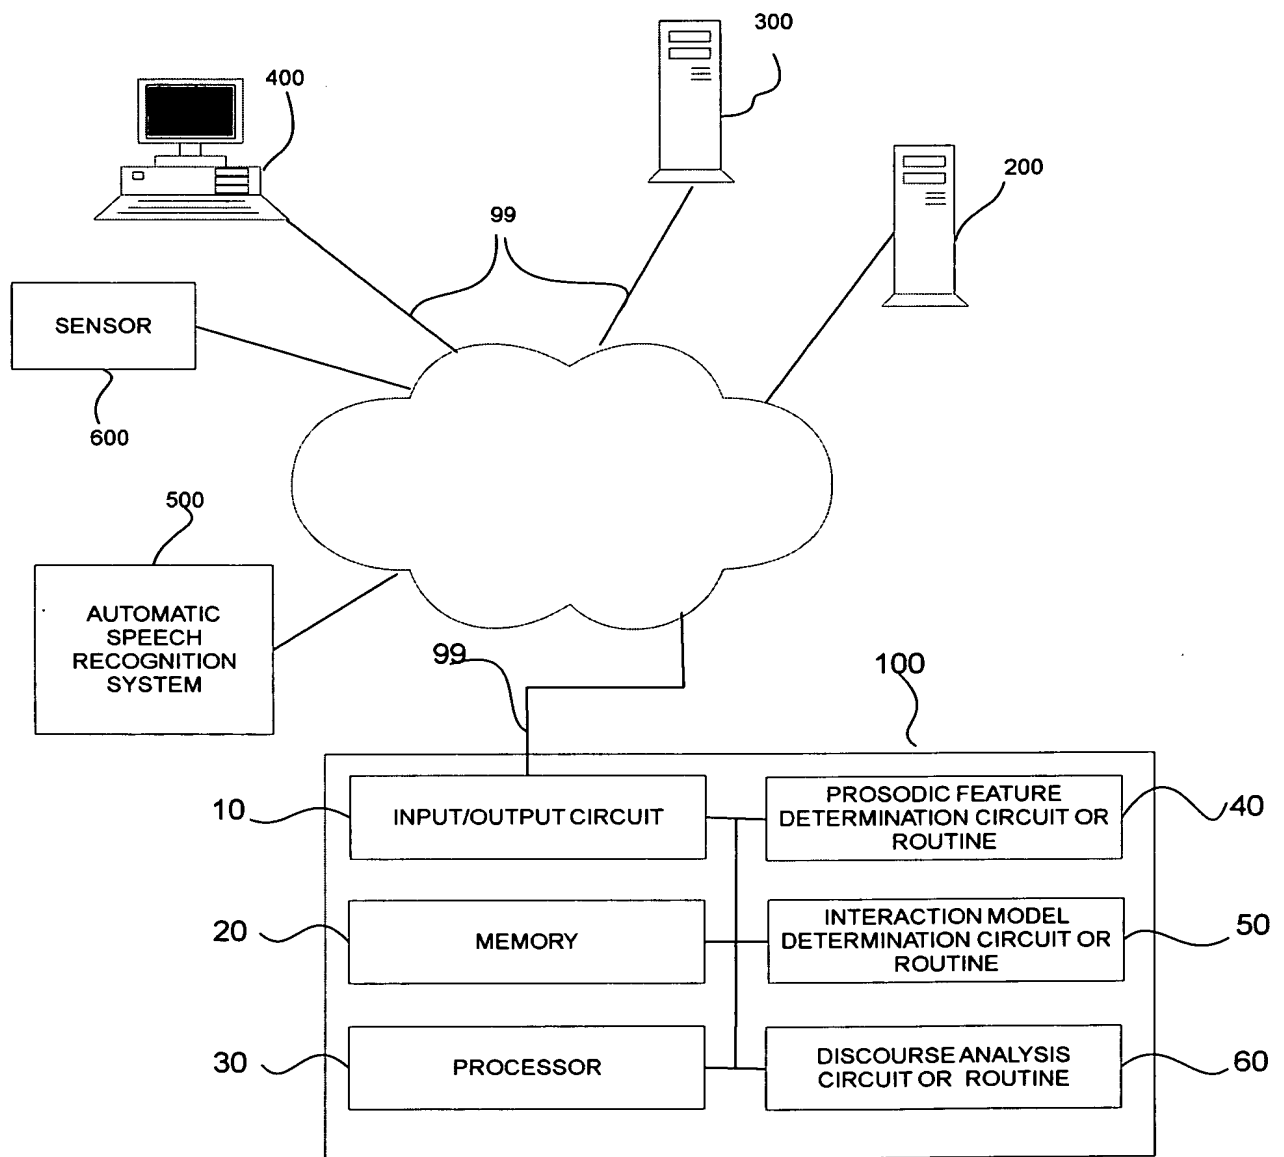 300
400
200
99
SENSOR
600
500
AUTOMATIC
SPEECH
RECOGNITION
SYSTEM
99
100
10
INPUT/OUTPUT CIRCUIT
PROSODIC FEATURE
DETERMINATION CIRCUIT OR
ROUTINE
40
20
MEMORY
INTERACTION MODEL
DETERMINATION CIRCUIT OR
ROUTINE
50
30
PROCESSOR
DISCOURSE ANALYSIS
CIRCUIT OR ROUTINE
60